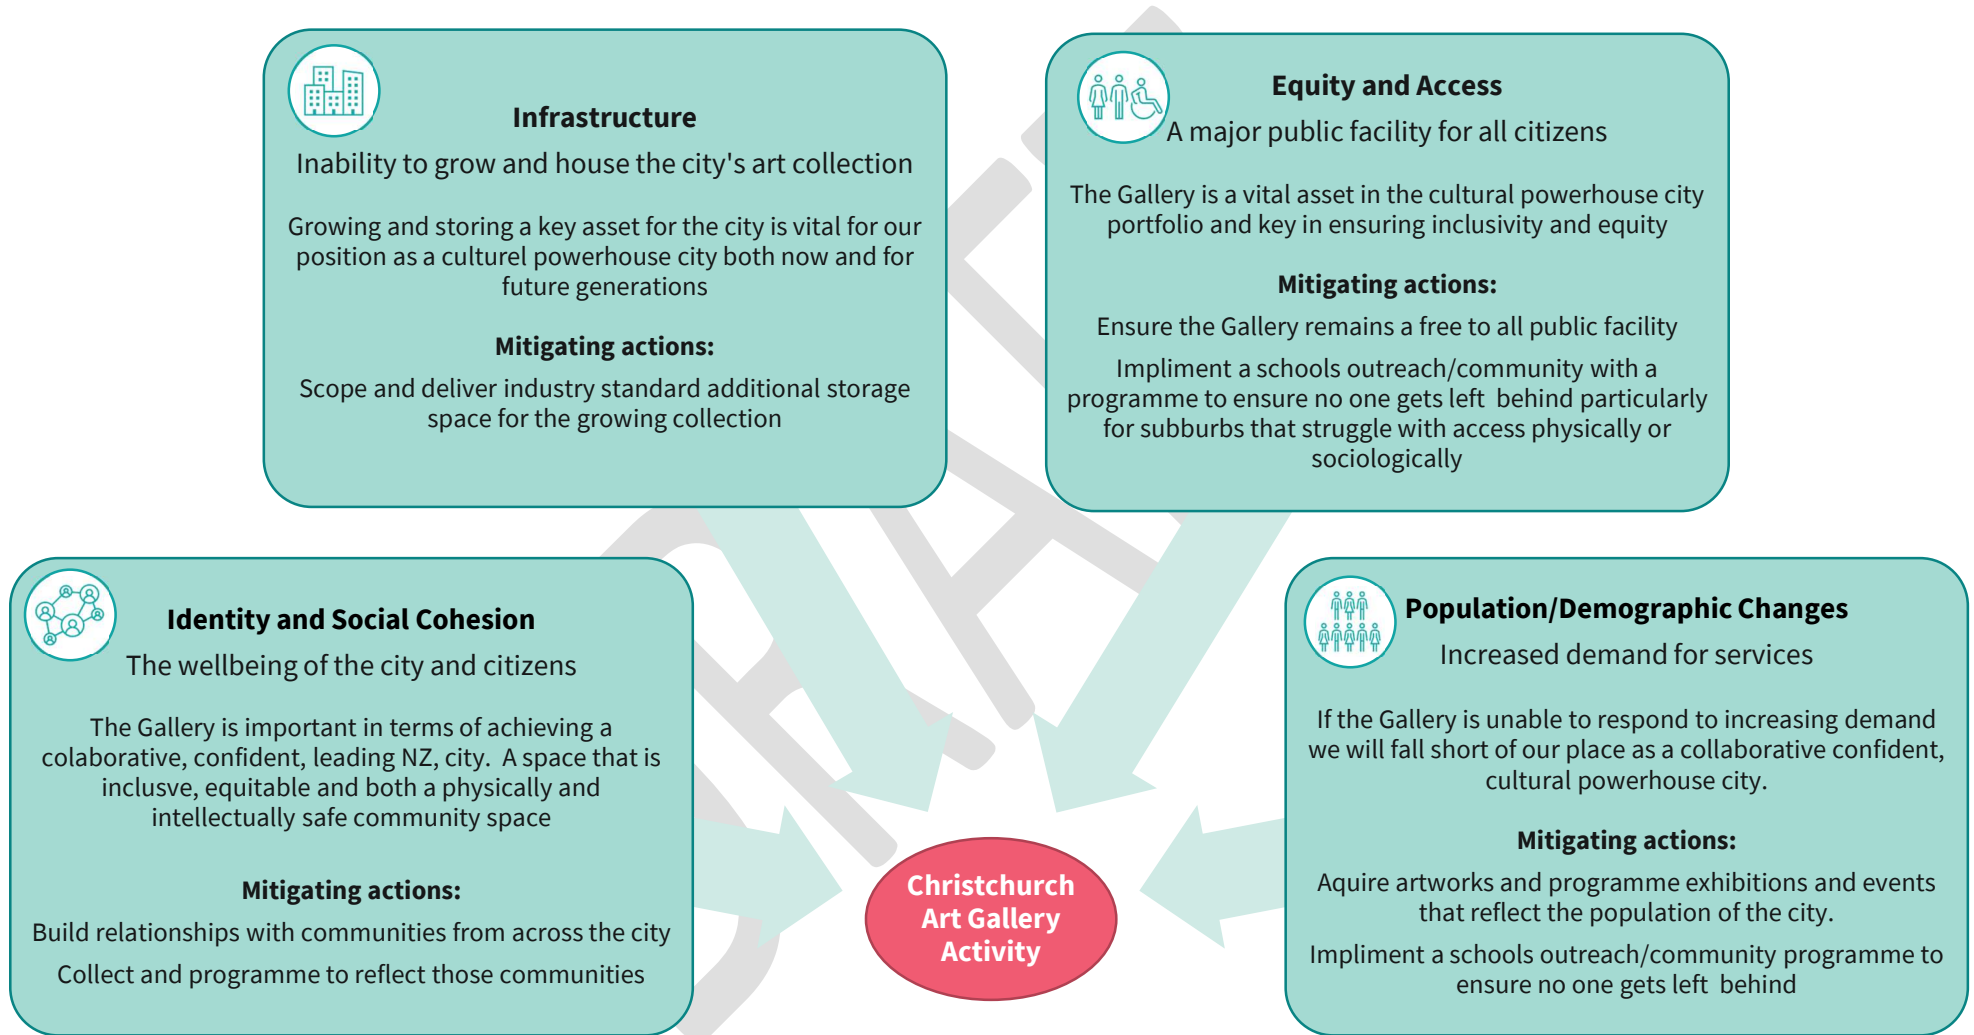 Infrastructure
Inability to grow and house the city's art collection
Growing and storing a key asset for the city is vital for our
position as a culturel powerhouse city both now and for
future generations
Mitigating actions:
Scope and deliver industry standard additional storage
space for the growing collection
Equity and Access
A major public facility for all citizens
The Gallery is a vital asset in the cultural powerhouse city
portfolio and key in ensuring inclusivity and equity
Mitigating actions:
Ensure the Gallery remains a free to all public facility
Impliment a schools outreach/community with a
programme to ensure no one gets left behind particularly
for subburbs that struggle with access physically or
sociologically
Identity and Social Cohesion
The wellbeing of the city and citizens
The Gallery is important in terms of achieving a
colaborative, confident, leading NZ, city. A space that is
inclusve, equitable and both a physically and
intellectually safe community space
Mitigating actions:
Build relationships with communities from across the city
Collect and programme to reflect those communities
Population/Demographic Changes
Increased demand for services
If the Gallery is unable to respond to increasing demand
we will fall short of our place as a collaborative confident,
cultural powerhouse city.
Mitigating actions:
Aquire artworks and programme exhibitions and events
that reflect the population of the city.
Impliment a schools outreach/community programme to
ensure no one gets left behind
Christchurch
Art Gallery
Activity
DRAFT